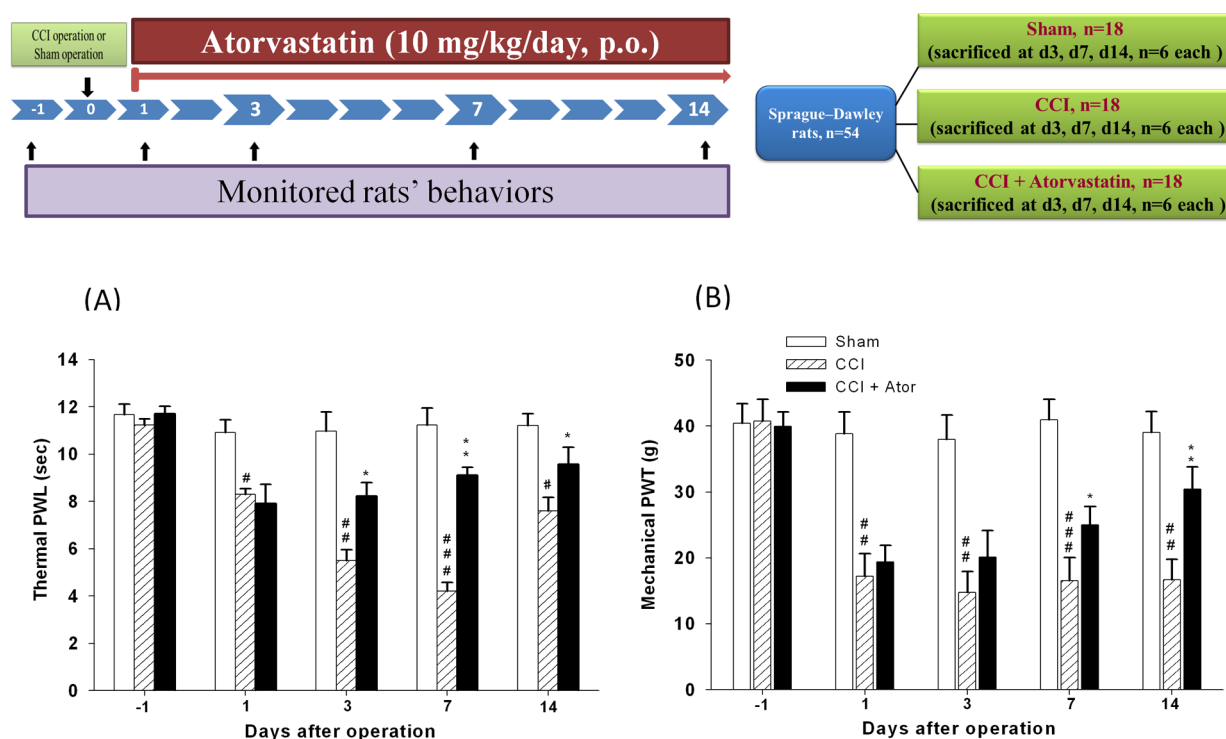 CCI operation or
Sham operation
Atorvastatin (10 mg/kg/day, p.o.)
-1 0 1 3 7 14
Monitored rats' behaviors
Sprague–Dawley
rats, n=54
Sham, n=18
(sacrificed at d3, d7, d14, n=6 each )
CCI, n=18
(sacrificed at d3, d7, d14, n=6 each )
CCI + Atorvastatin, n=18
(sacrificed at d3, d7, d14, n=6 each )
(A)
Thermal PWL (sec)
14
12
10
8
6
4
2
0
#
##
*
###
**
#
*
-1 1 3 7 14
Days after operation
(B)
Sham
CCI
CCI + Ator
Mechanical PWT (g)
50
40
30
20
10
0
##
##
###
*
##
**
-1 1 3 7 14
Days after operation